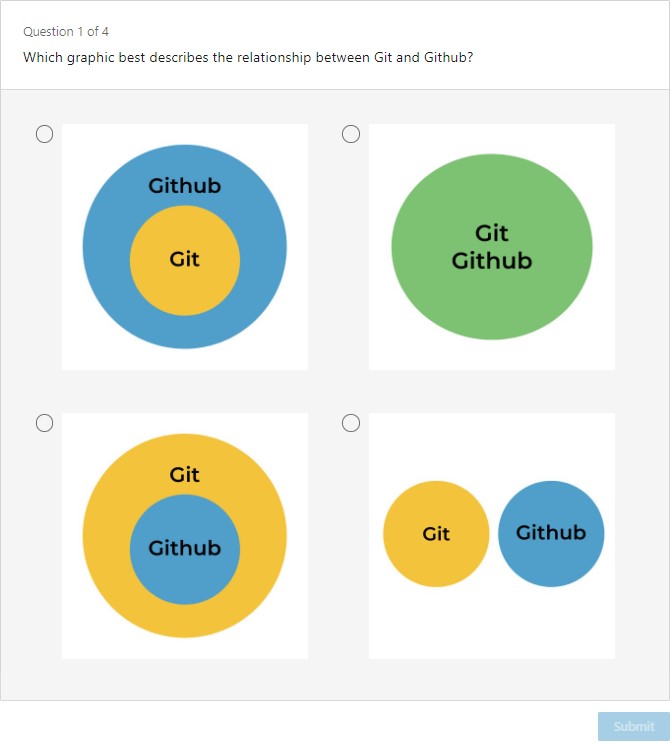 Question 1 of 4
Which graphic best describes the relationship between Git and Github?
Github
Git
Git
Github
Git
Github
Git
Github
Submit